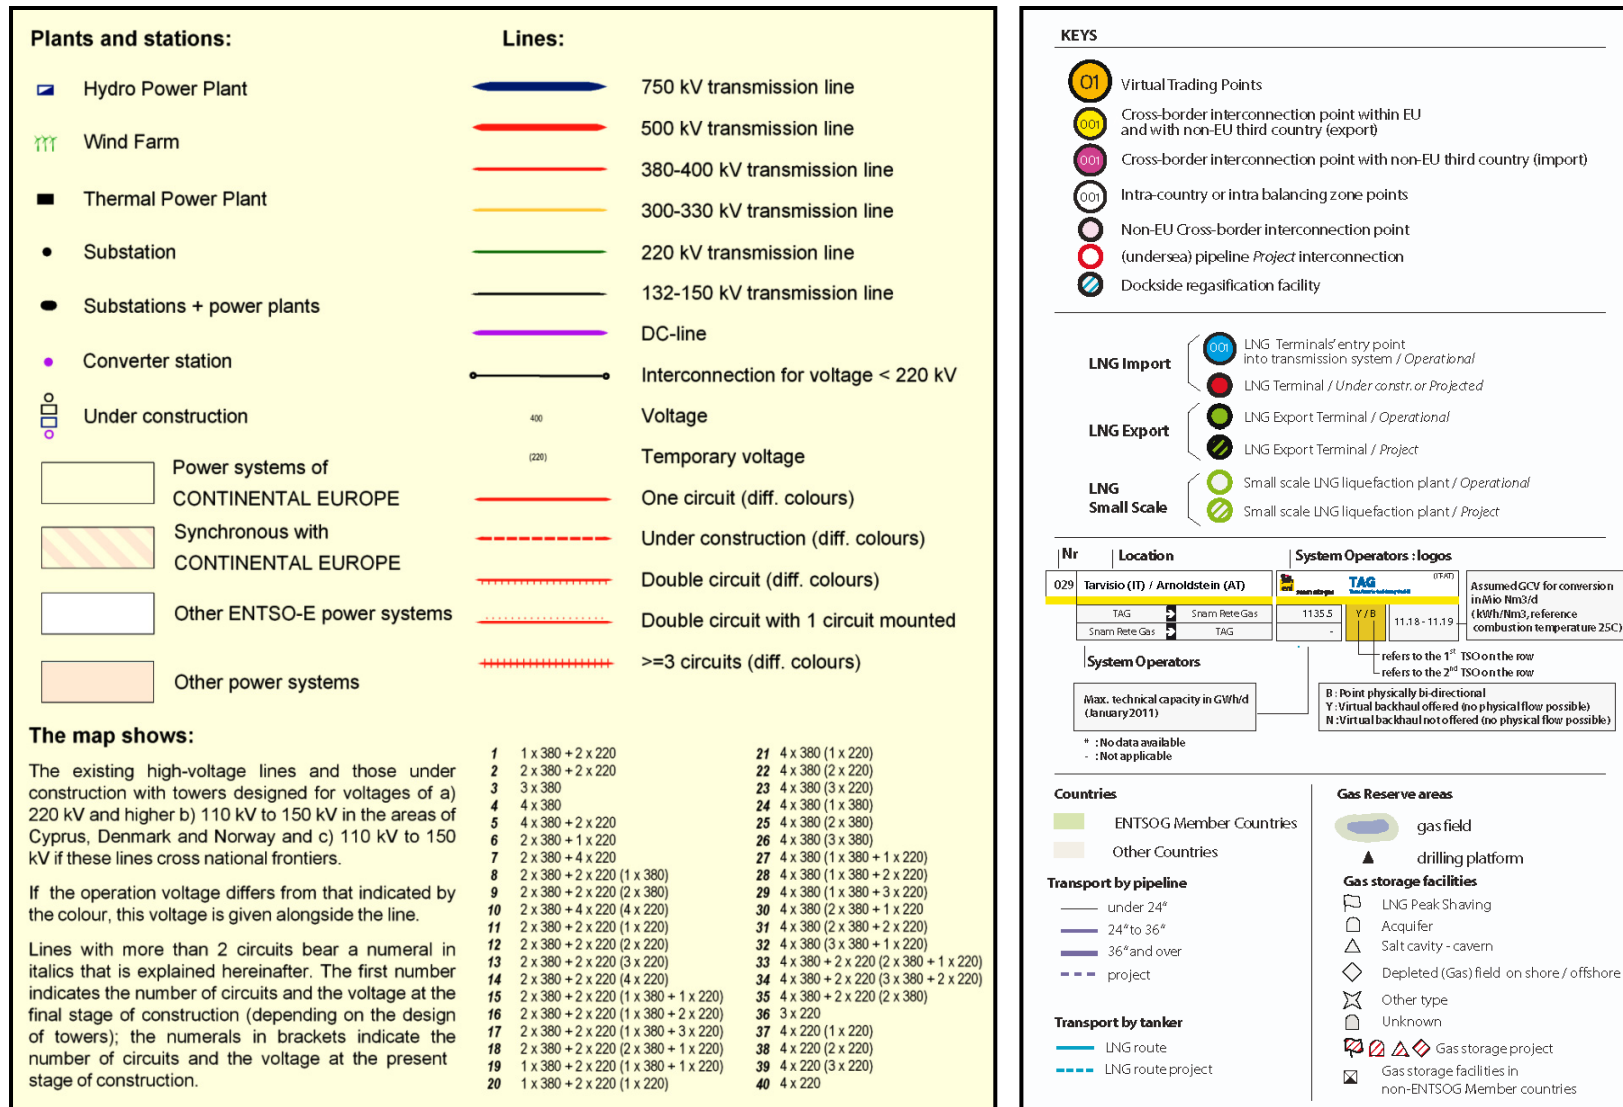 Plants and stations:
Hydro Power Plant
Wind Farm
Thermal Power Plant
Substation
Substations + power plants
Converter station
Under construction
Power systems of
CONTINENTAL EUROPE
Synchronous with
CONTINENTAL EUROPE
Other ENTSO-E power systems
Other power systems
Lines:
750 kV transmission line
500 kV transmission line
380-400 kV transmission line
300-330 kV transmission line
220 kV transmission line
132-150 kV transmission line
DC-line
Interconnection for voltage < 220 kV
400 Voltage
(220) Temporary voltage
One circuit (diff. colours)
Under construction (diff. colours)
Double circuit (diff. colours)
Double circuit with 1 circuit mounted
>=3 circuits (diff. colours)
The map shows:
The existing high-voltage lines and those under
construction with towers designed for voltages of a)
220 kV and higher b) 110 kV to 150 kV in the areas of
Cyprus, Denmark and Norway and c) 110 kV to 150
kV if these lines cross national frontiers.
If the operation voltage differs from that indicated by
the colour, this voltage is given alongside the line.
Lines with more than 2 circuits bear a numeral in
italics that is explained hereinafter. The first number
indicates the number of circuits and the voltage at the
final stage of construction (depending on the design
of towers); the numerals in brackets indicate the
number of circuits and the voltage at the present
stage of construction.
1 1 x 380 + 2 x 220
2 2 x 380 + 2 x 220
3 3 x 380
4 4 x 380
5 4 x 380 + 2 x 220
6 2 x 380 + 1 x 220
7 2 x 380 + 4 x 220
8 2 x 380 + 2 x 220 (1 x 380)
9 2 x 380 + 2 x 220 (2 x 380)
10 2 x 380 + 4 x 220 (4 x 220)
11 2 x 380 + 2 x 220 (1 x 220)
12 2 x 380 + 2 x 220 (2 x 220)
13 2 x 380 + 2 x 220 (3 x 220)
14 2 x 380 + 2 x 220 (4 x 220)
15 2 x 380 + 2 x 220 (1 x 380 + 1 x 220)
16 2 x 380 + 2 x 220 (1 x 380 + 2 x 220)
17 2 x 380 + 2 x 220 (1 x 380 + 3 x 220)
18 2 x 380 + 2 x 220 (2 x 380 + 1 x 220)
19 1 x 380 + 2 x 220 (1 x 380 + 1 x 220)
20 1 x 380 + 2 x 220 (1 x 220)
21 4 x 380 (1 x 220)
22 4 x 380 (2 x 220)
23 4 x 380 (3 x 220)
24 4 x 380 (1 x 380)
25 4 x 380 (2 x 380)
26 4 x 380 (3 x 380)
27 4 x 380 (1 x 380 + 1 x 220)
28 4 x 380 (1 x 380 + 2 x 220)
29 4 x 380 (1 x 380 + 3 x 220)
30 4 x 380 (2 x 380 + 1 x 220
31 4 x 380 (2 x 380 + 2 x 220)
32 4 x 380 (3 x 380 + 1 x 220)
33 4 x 380 + 2 x 220 (2 x 380 + 1 x 220)
34 4 x 380 + 2 x 220 (3 x 380 + 2 x 220)
35 4 x 380 + 2 x 220 (2 x 380)
36 3 x 220
37 4 x 220 (1 x 220)
38 4 x 220 (2 x 220)
39 4 x 220 (3 x 220)
40 4 x 220
KEYS
01 Virtual Trading Points
001 Cross-border interconnection point within EU
and with non-EU third country (export)
001 Cross-border interconnection point with non-EU third country (import)
001 Intra-country or intra balancing zone points
Non-EU Cross-border interconnection point
(undersea) pipeline Project interconnection
Dockside regasification facility
LNG Import
001 LNG Terminals' entry point
into transmission system / Operational
LNG Terminal / Under constr. or Projected
LNG Export
LNG Export Terminal / Operational
LNG Export Terminal / Project
LNG
Small Scale
Small scale LNG liquefaction plant / Operational
Small scale LNG liquefaction plant / Project
Nr Location System Operators : logos
029 Tarvisio (IT) / Arnoldstein (AT) TAG (IT-AT)
TAG Snam Rete Gas 1135.5 Y / B 11.18 - 11.19
Snam Rete Gas TAG -
Assumed GCV for conversion
in Mio Nm3/d
(kWh/Nm3, reference
combustion temperature 25C)
System Operators
refers to the 1st TSO on the row
refers to the 2nd TSO on the row
Max. technical capacity in GWh/d
(January 2011)
B : Point physically bi-directional
Y : Virtual backhaul offered (no physical flow possible)
N : Virtual backhaul not offered (no physical flow possible)
* : No data available
- : Not applicable
Countries
ENTSOG Member Countries
Other Countries
Transport by pipeline
under 24"
24" to 36"
36" and over
project
Transport by tanker
LNG route
LNG route project
Gas Reserve areas
gas field
drilling platform
Gas storage facilities
LNG Peak Shaving
Acquifer
Salt cavity - cavern
Depleted (Gas) field on shore / offshore
Other type
Unknown
Gas storage project
Gas storage facilities in
non-ENTSOG Member countries